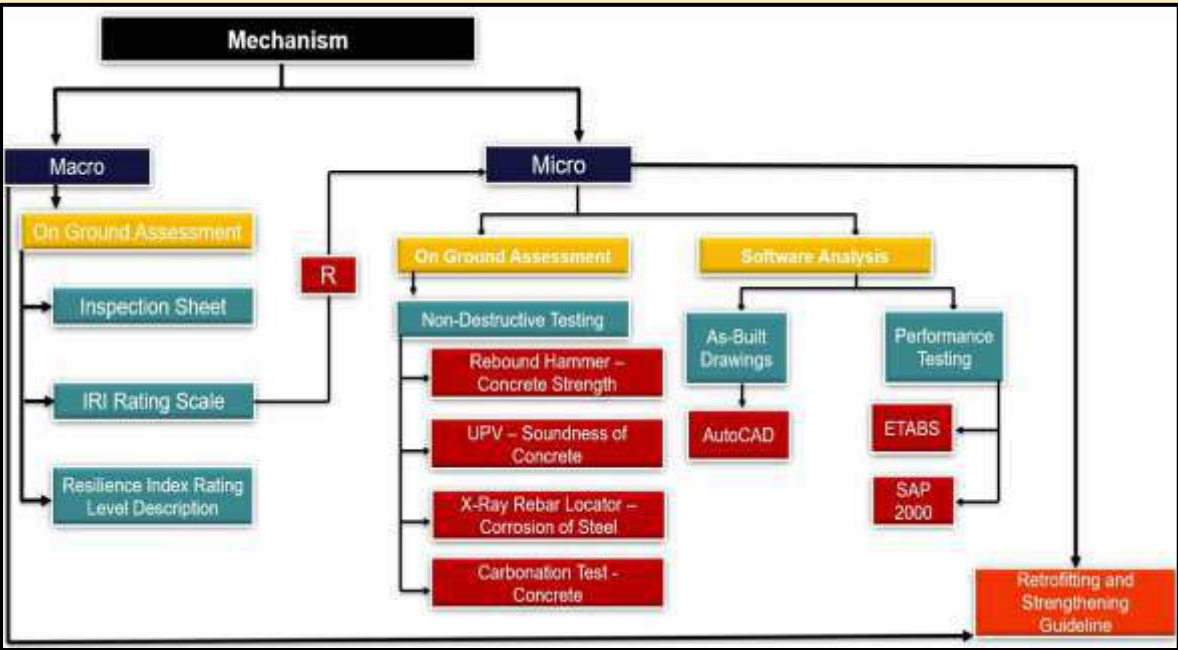 Mechanism
Macro
Micro
On Ground Assessment
Inspection Sheet
IRI Rating Scale
Resilience Index Rating
Level Description
R
On Ground Assessment
Software Analysis
Non-Destructive Testing
Rebound Hammer –
Concrete Strength
UPV – Soundness of
Concrete
X-Ray Rebar Locator –
Corrosion of Steel
Carbonation Test -
Concrete
As-Built
Drawings
AutoCAD
Performance
Testing
ETABS
SAP
2000
Retrofitting and
Strengthening
Guideline